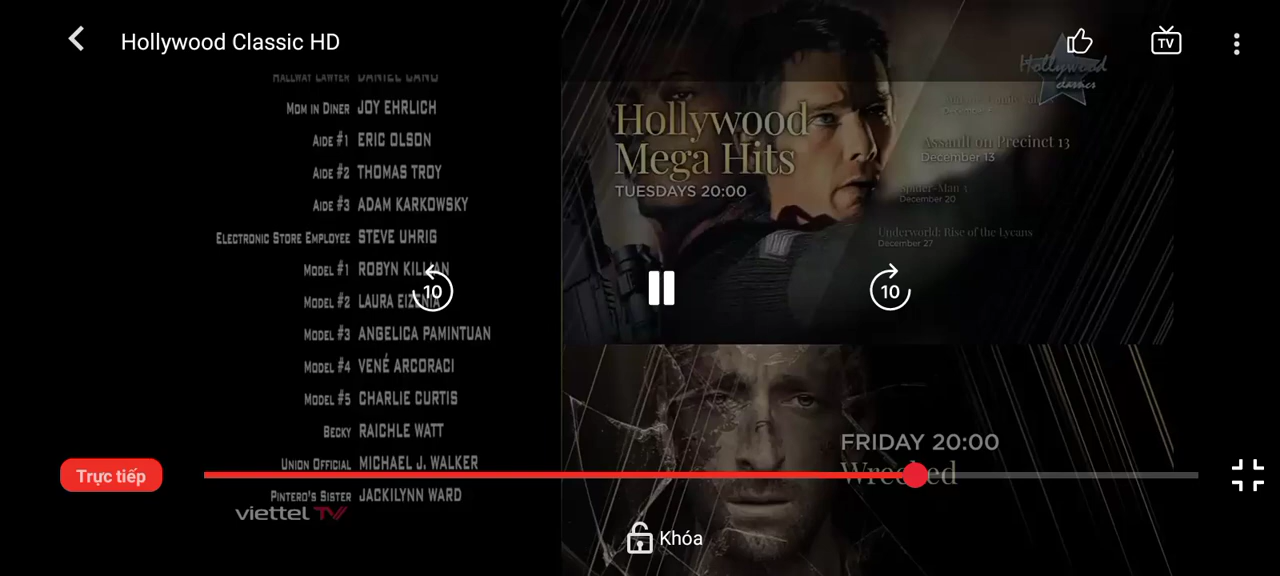 Hollywood Classic HD
TV
Hollywood
classics
HALLWAY LAWYER DANIEL CANO
MOM IN DINER JOY EHRLICH
AIDE #1 ERIC OLSON
AIDE #2 THOMAS TROY
AIDE #3 ADAM KARKOWSKY
ELECTRONIC STORE EMPLOYEE STEVE UHRIG
MODEL #1 ROBYN KILLIAN
MODEL #2 LAURA EIZENIA
MODEL #3 ANGELICA PAMINTUAN
MODEL #4 VENÉ ARCORACI
MODEL #5 CHARLIE CURTIS
BECKY RAICHLE WATT
UNION OFFICIAL MICHAEL J. WALKER
PINTERO'S SISTER JACKILYNN WARD
Hollywood
Mega Hits
TUESDAYS 20:00
Assault on Precinct 13
December 13
Spider-Man 3
December 20
Underworld: Rise of the Lycans
December 27
10
10
FRIDAY 20:00
Wrecked
Trực tiếp
viettel TV
Khóa